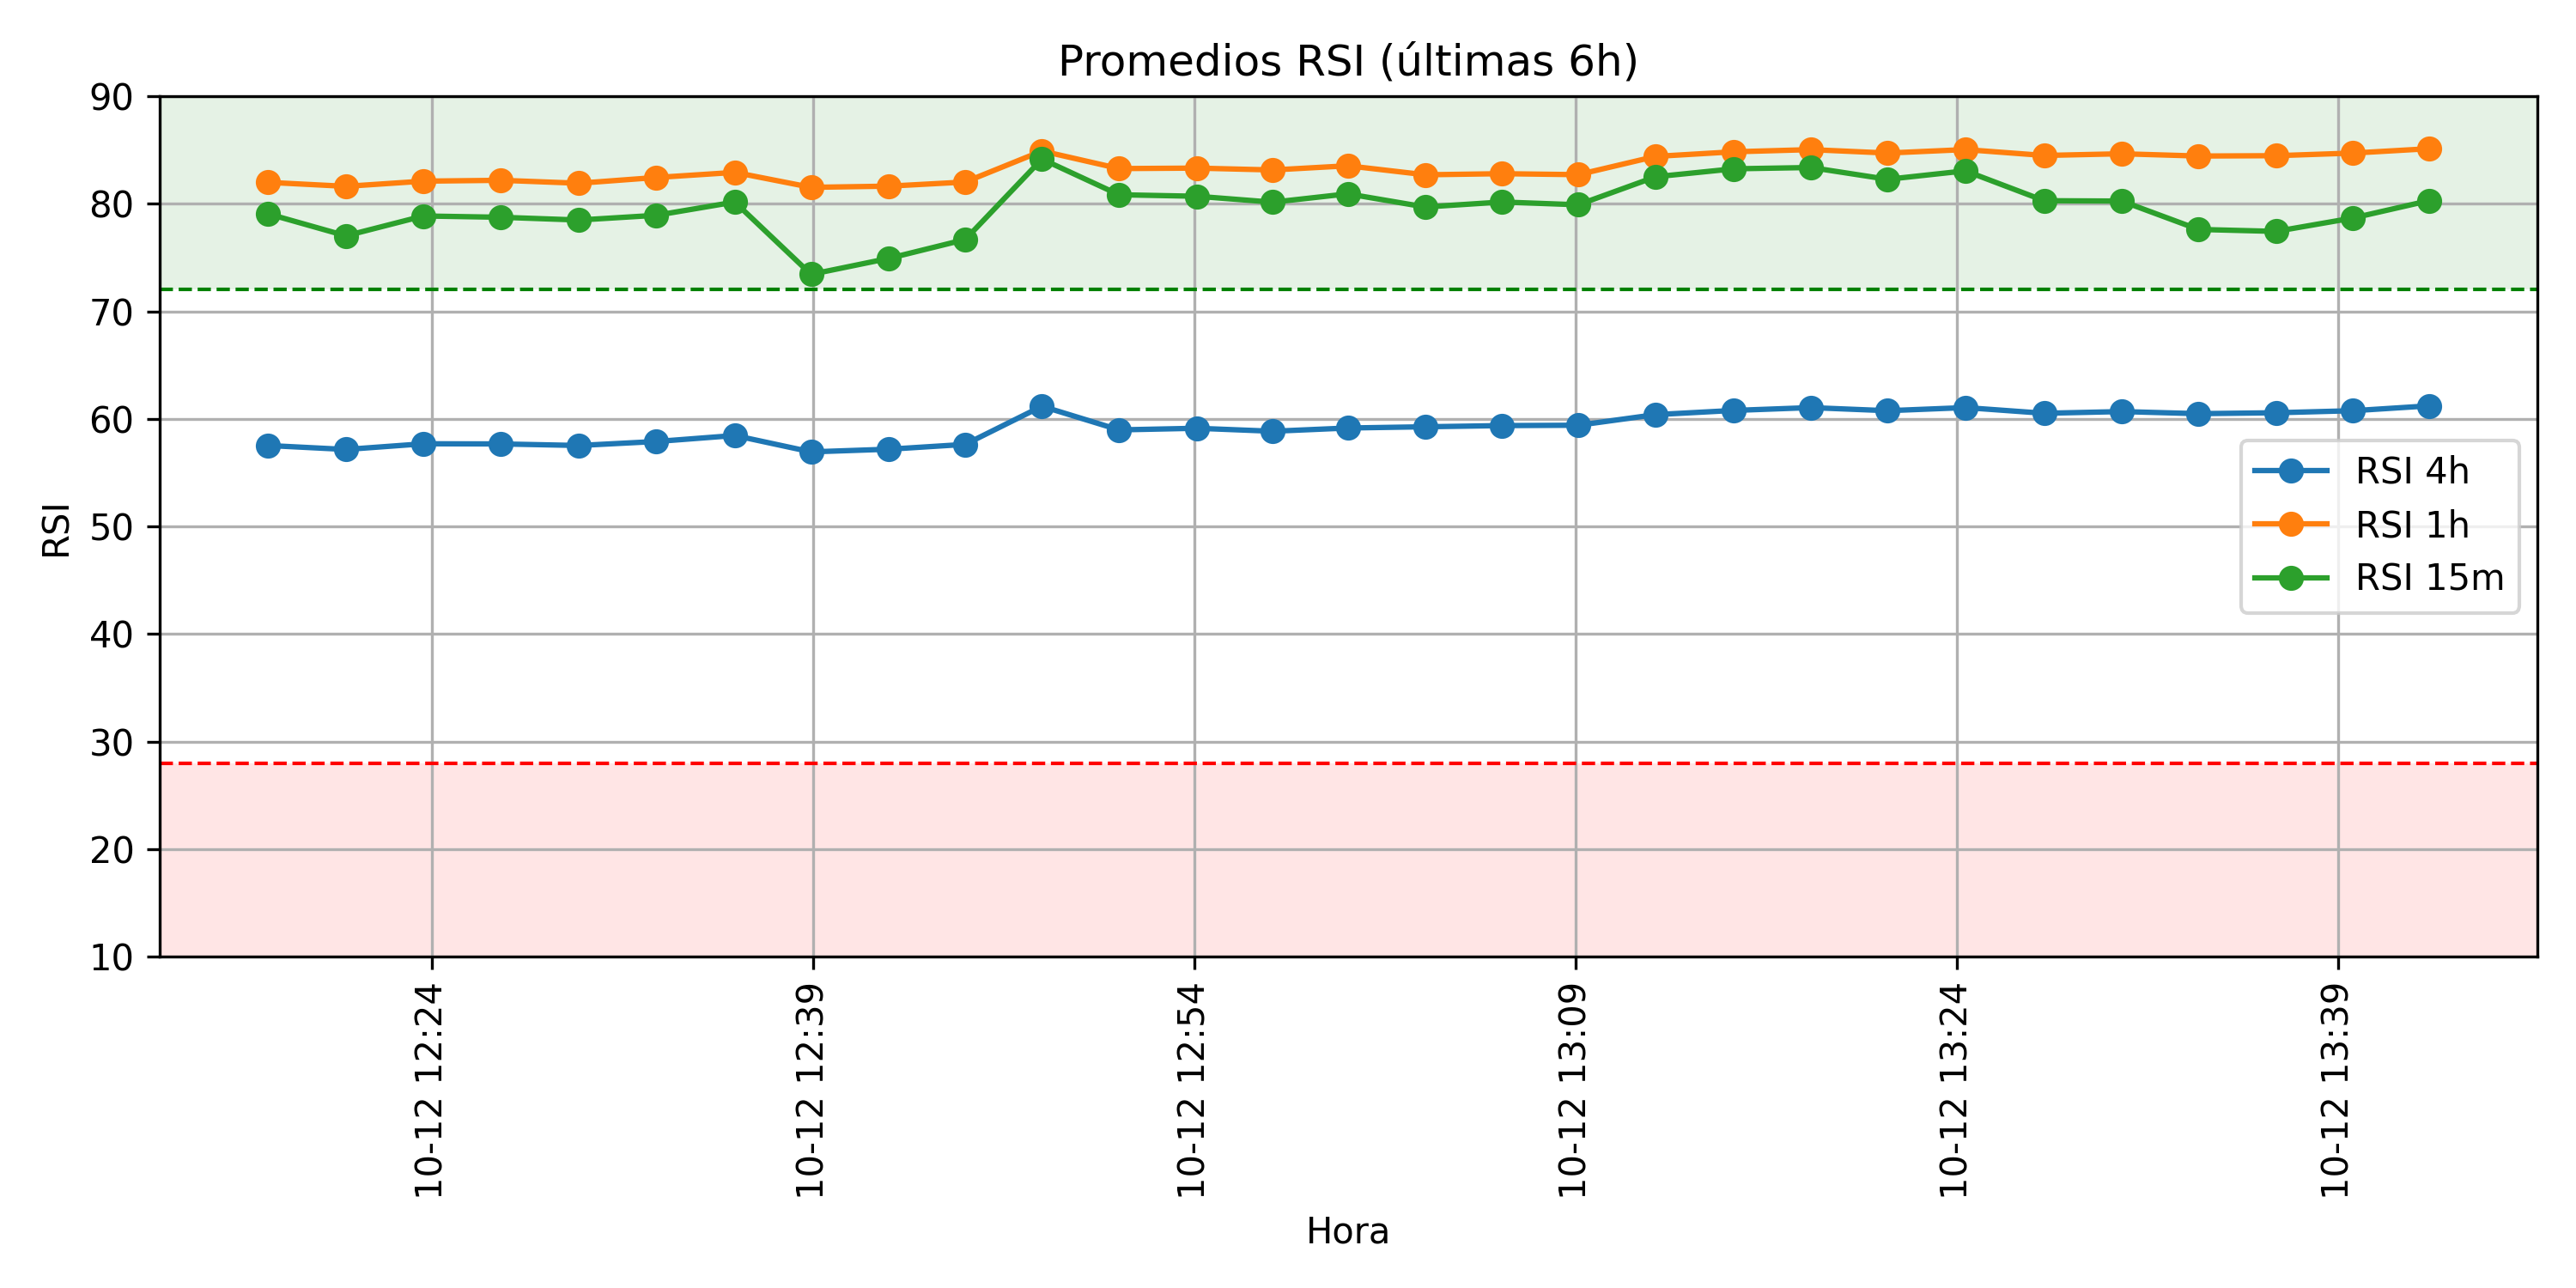 Promedios RSI (últimas 6h)
RSI
90
80
70
60
50
40
30
20
10
RSI 4h
RSI 1h
RSI 15m
10-12 12:24
10-12 12:39
10-12 12:54
10-12 13:09
10-12 13:24
10-12 13:39
Hora